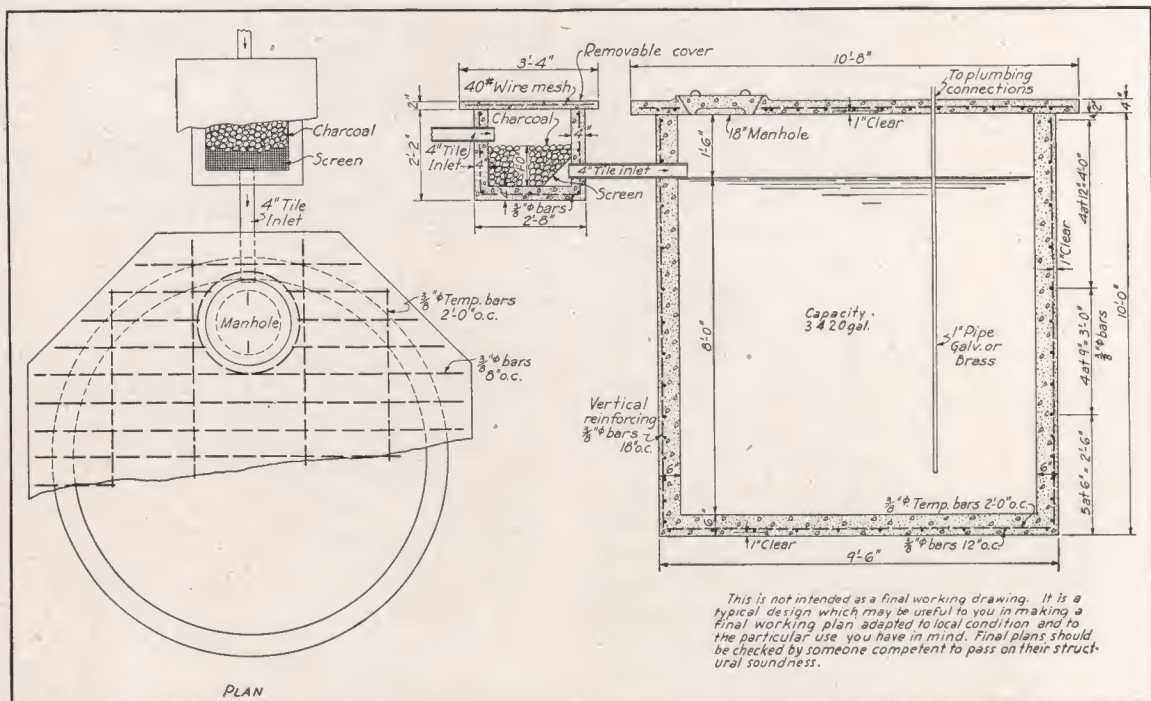 Charcoal
Screen
4" Tile
Inlet
Manhole
3/8" ϕ Temp. bars
2'-0" o.c.
3/8" ϕ bars
8" o.c.
PLAN
Removable cover
3'-4"
40# Wire mesh
Charcoal
2"
2'-2"
4"
4" Tile
Inlet
4"
1'-0"
4" Tile inlet
Screen
3/8" ϕ bars
2'-8"
10'-8"
To plumbing
connections
18" Manhole
1" Clear
2"
4"
1'-6"
8'-0"
Capacity.
3420 gal.
1" Pipe
Galv. or
Brass
Vertical
reinforcing
3/8" ϕ bars
18" o.c.
6"
6"
6"
3/8" ϕ Temp. bars 2'-0" o.c.
1" Clear
3/8" ϕ bars 12" o.c.
9'-6"
4 at 12" = 4'-0"
1" Clear
4 at 9" = 3'-0"
3/8" ϕ bars
5 at 6" = 2'-6"
10'-0"
This is not intended as a final working drawing. It is a
typical design which may be useful to you in making a
final working plan adapted to local condition and to
the particular use you have in mind. Final plans should
be checked by someone competent to pass on their struct-
ural soundness.